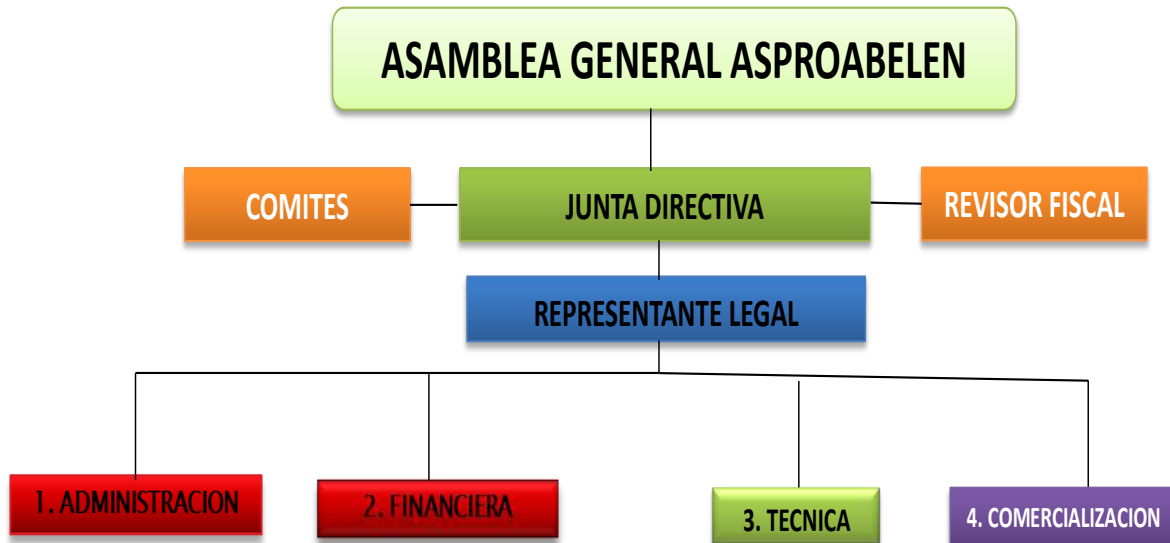 ASAMBLEA GENERAL ASPROABELEN
COMITES
JUNTA DIRECTIVA
REVISOR FISCAL
REPRESENTANTE LEGAL
1. ADMINISTRACION
2. FINANCIERA
3. TECNICA
4. COMERCIALIZACION